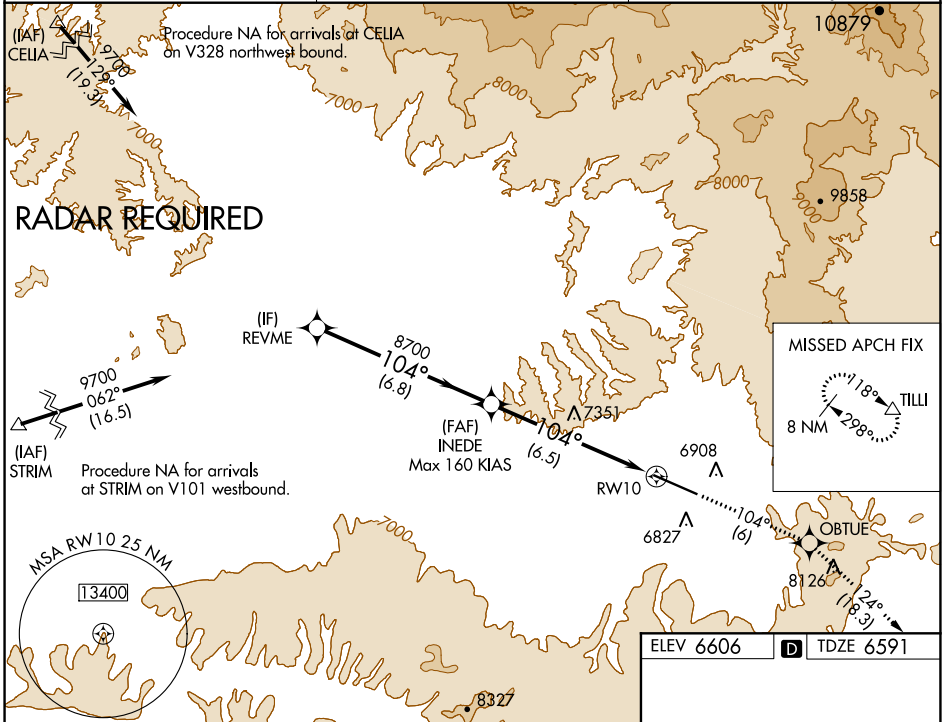 (IAF)
CELIA
9700
129°
(19.3)
Procedure NA for arrivals at CELIA
on V328 northwest bound.
10879
7000
8000
7000
8000
9858
9000
RADAR REQUIRED
(IF)
REVME
8700
104°
(6.8)
9700
062°
(16.5)
(IAF)
STRIM
Procedure NA for arrivals
at STRIM on V101 westbound.
(FAF)
INEDE
Max 160 KIAS
7351
104°
(6.5)
RW10
6908
6827
104°
(6)
OBTUE
8126
124°
(18.3)
MISSED APCH FIX
118°
TILLI
8 NM
298°
7000
MSA RW10 25 NM
13400
8327
ELEV 6606
D
TDZE 6591